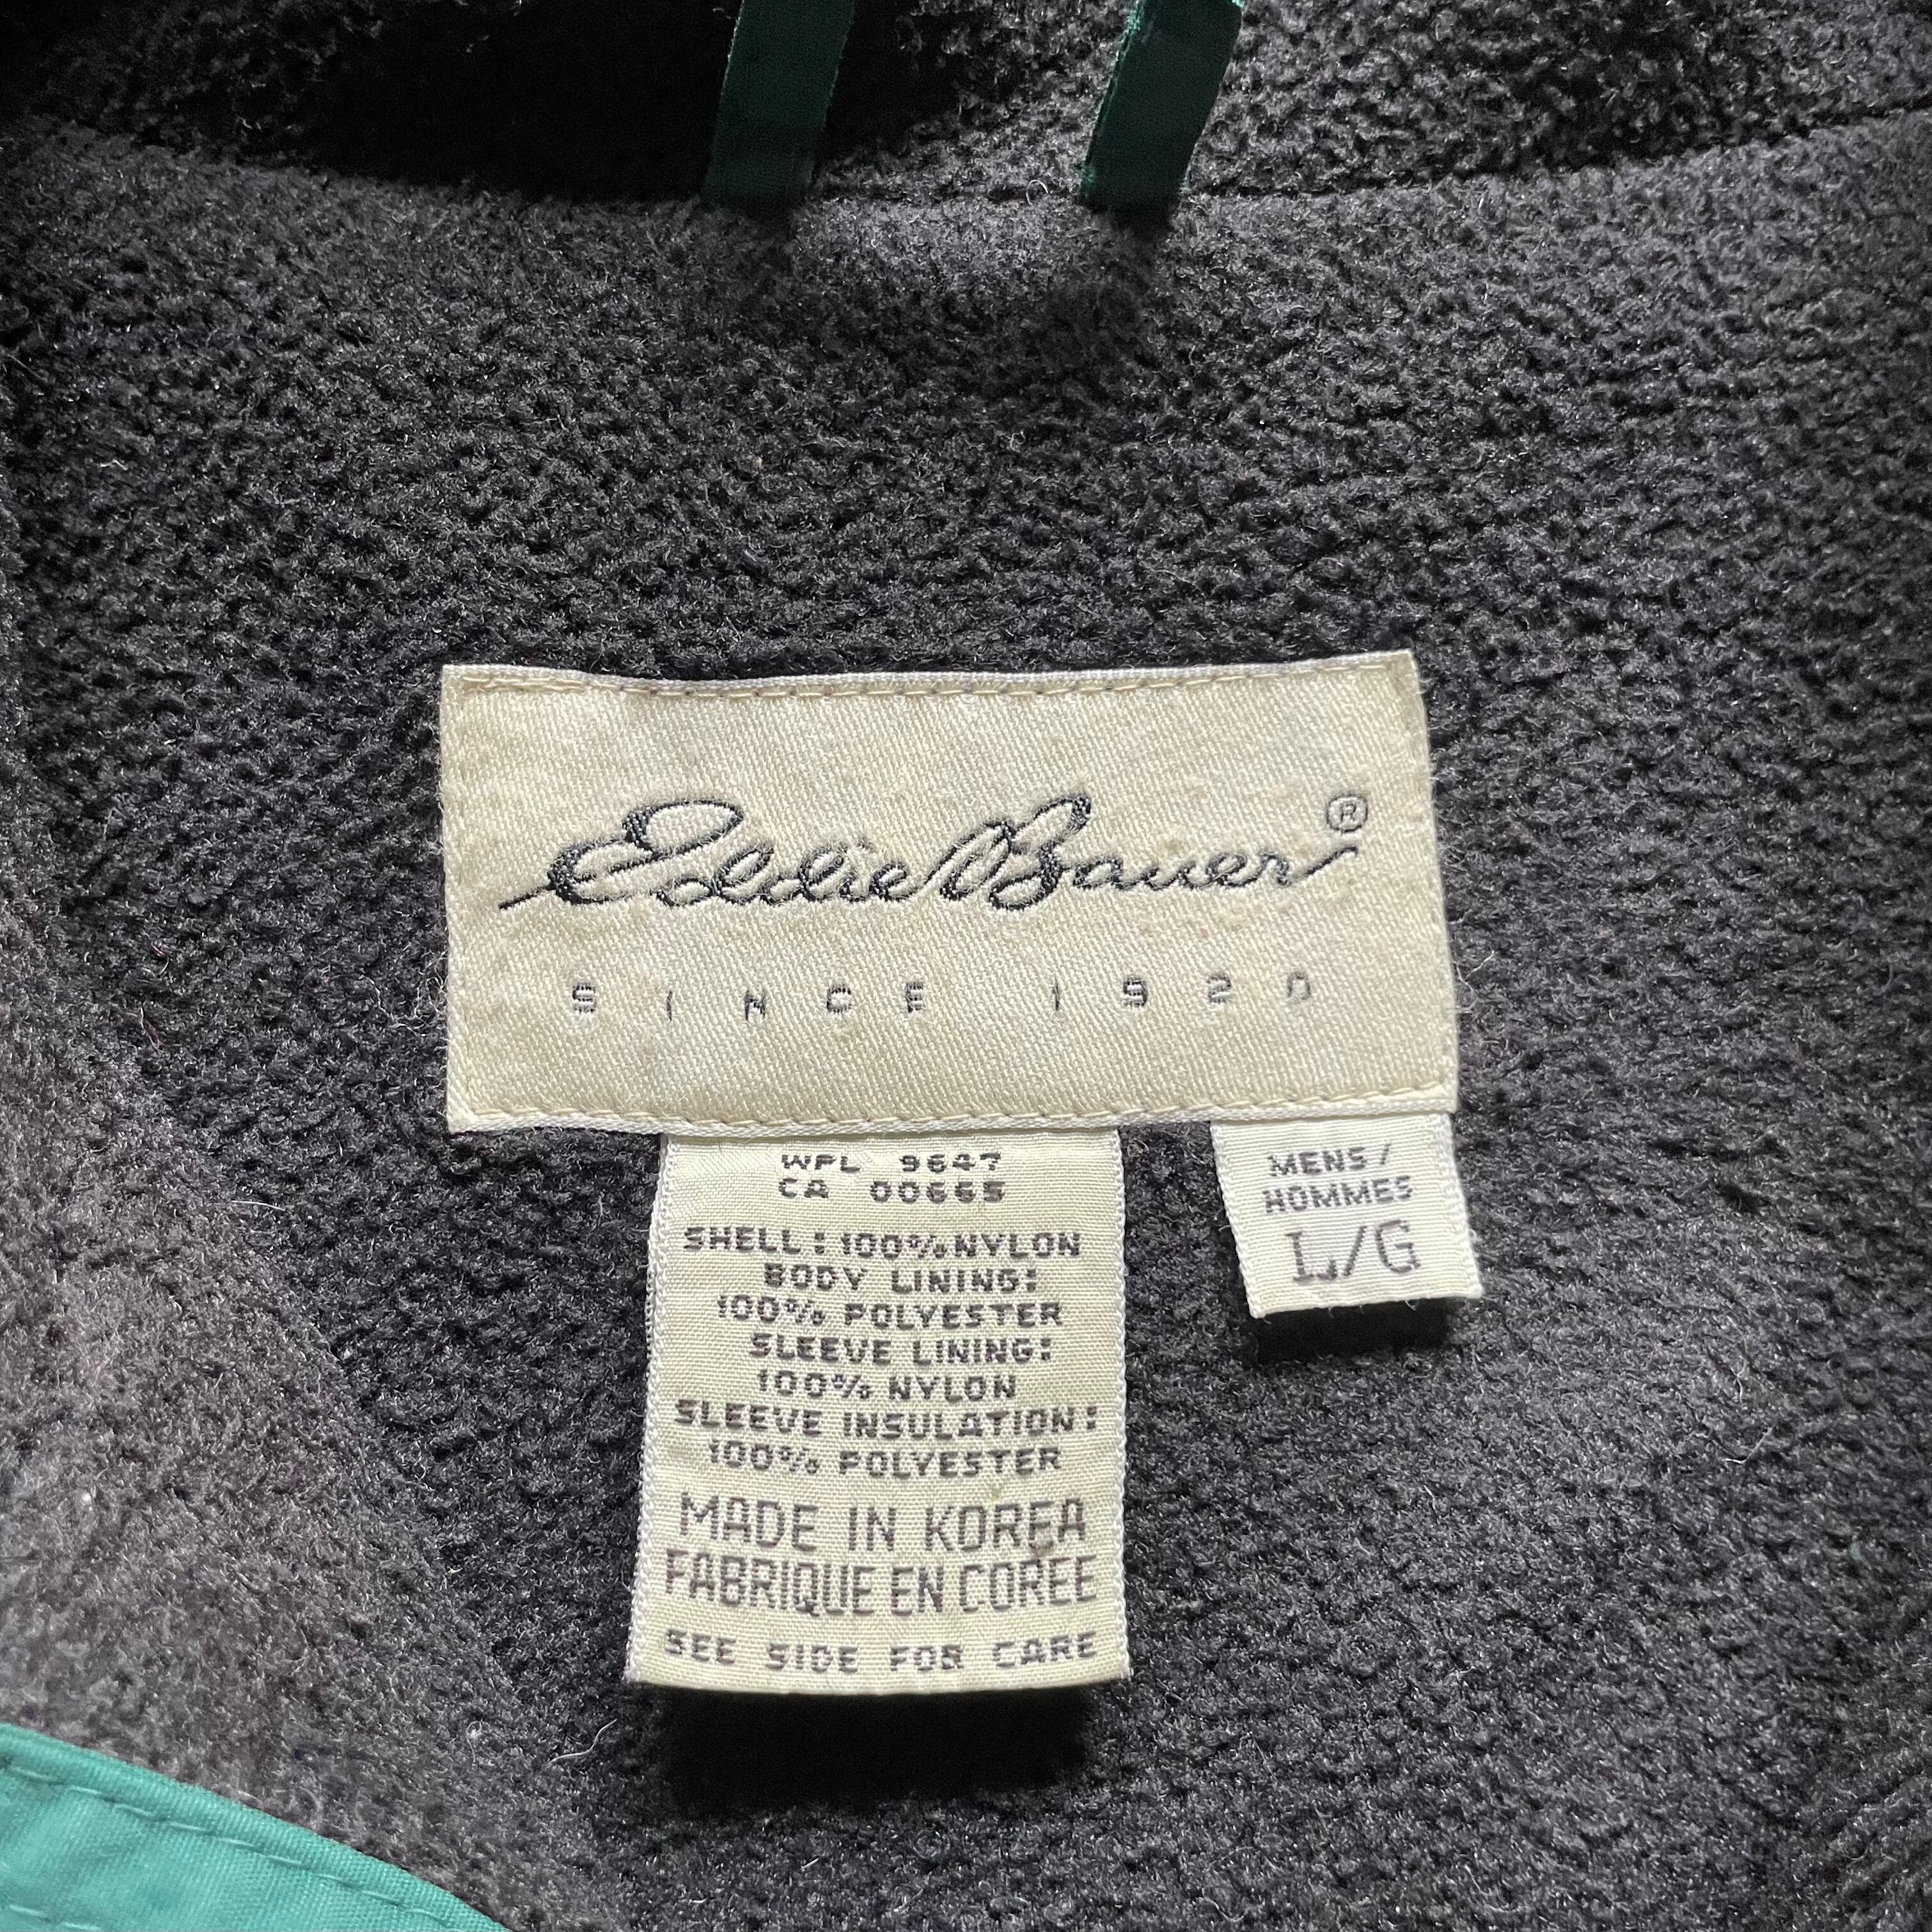 Eddie Bauer®
SINCE 1920
WPL 9647
CA 00665
SHELL: 100% NYLON
BODY LINING:
100% POLYESTER
SLEEVE LINING:
100% NYLON
SLEEVE INSULATION:
100% POLYESTER
MADE IN KOREA
FABRIQUE EN COREE
SEE SIDE FOR CARE
MENS/
HOMMES
L/G